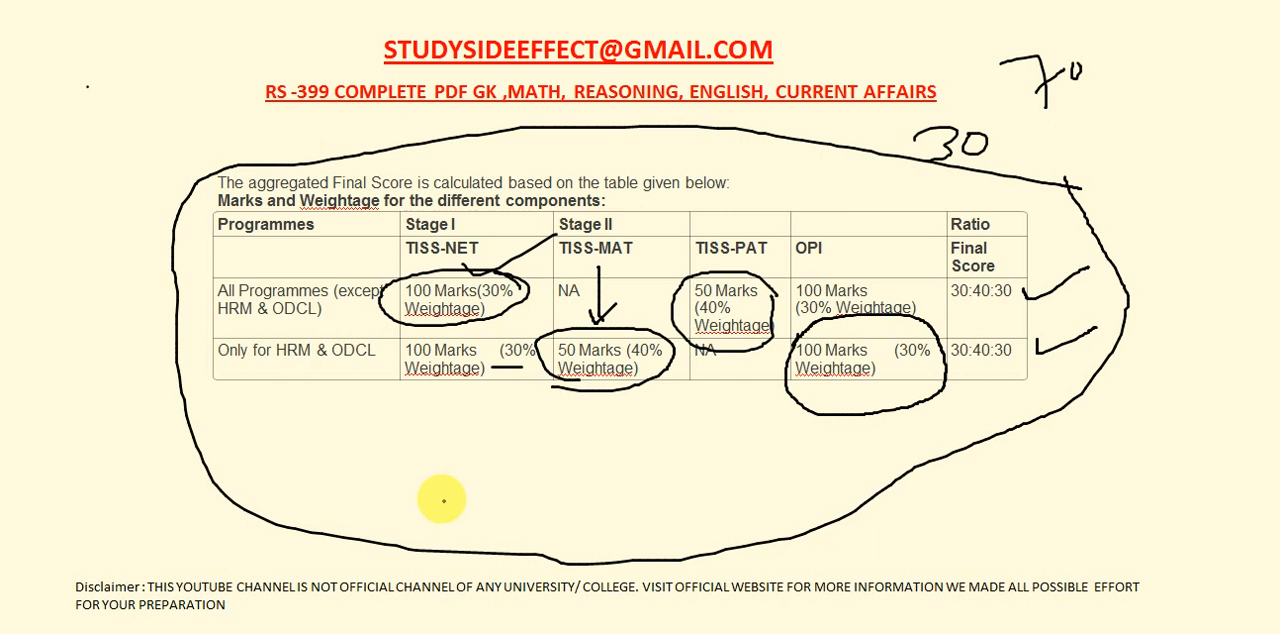 STUDYSIDEEFFECT@GMAIL.COM
RS -399 COMPLETE PDF GK ,MATH, REASONING, ENGLISH, CURRENT AFFAIRS
70
30
The aggregated Final Score is calculated based on the table given below:
Marks and Weightage for the different components:
Programmes Stage I Stage II Ratio
TISS-NET TISS-MAT TISS-PAT OPI Final
Score
All Programmes (except 100 Marks(30% NA 50 Marks 100 Marks 30:40:30
HRM & ODCL) Weightage) (40% (30% Weightage)
Weightage)
Only for HRM & ODCL 100 Marks (30% 50 Marks (40% NA 100 Marks (30% 30:40:30
Weightage) Weightage) Weightage)
Disclaimer : THIS YOUTUBE CHANNEL IS NOT OFFICIAL CHANNEL OF ANY UNIVERSITY/ COLLEGE. VISIT OFFICIAL WEBSITE FOR MORE INFORMATION WE MADE ALL POSSIBLE EFFORT
FOR YOUR PREPARATION